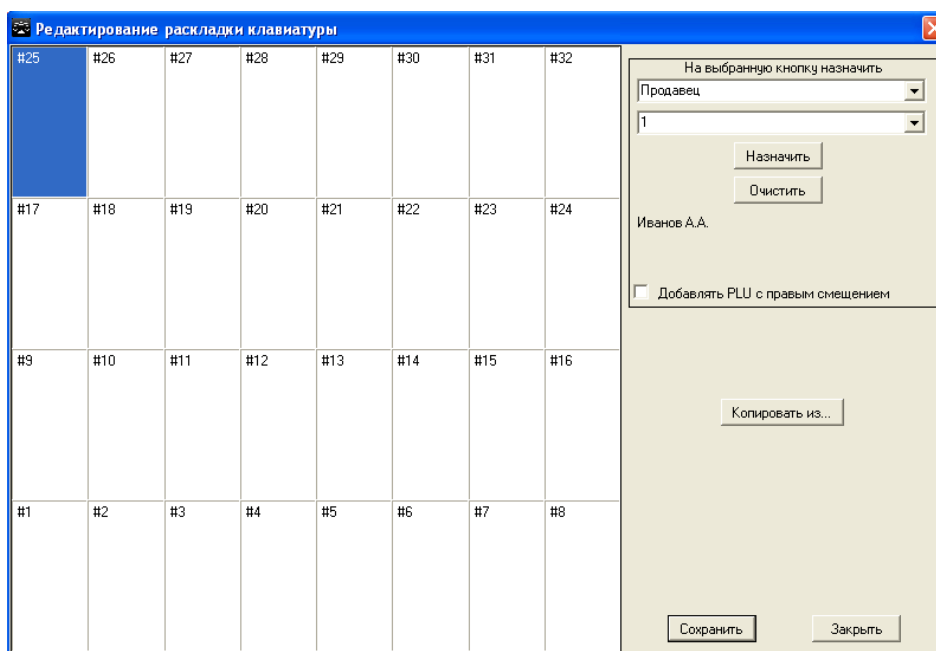 Редактирование раскладки клавиатуры
#25 #26 #27 #28 #29 #30 #31 #32
#17 #18 #19 #20 #21 #22 #23 #24
#9 #10 #11 #12 #13 #14 #15 #16
#1 #2 #3 #4 #5 #6 #7 #8
На выбранную кнопку назначить
Продавец
1
Назначить
Очистить
Иванов А.А.
Добавлять PLU с правым смещением
Копировать из...
Сохранить Закрыть